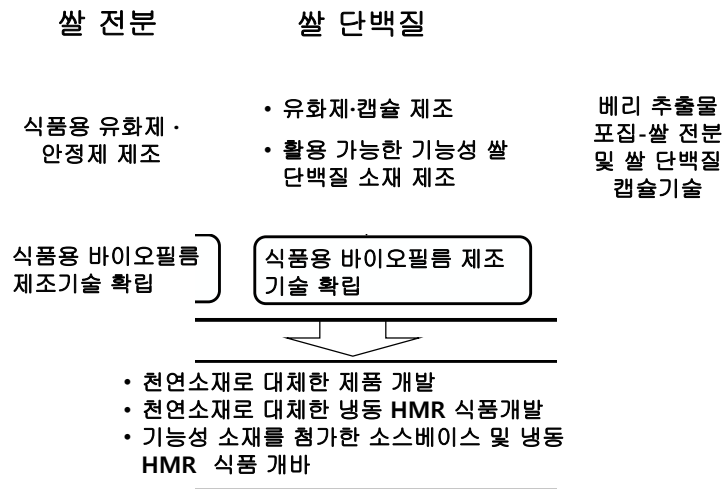 쌀 전분
쌀 단백질
식품용 유화제 ·
안정제 제조
• 유화제·캡슐 제조
• 활용 가능한 기능성 쌀
단백질 소재 제조
베리 추출물
포집-쌀 전분
및 쌀 단백질
캡슐기술
식품용 바이오필름
제조기술 확립
식품용 바이오필름 제조
기술 확립
• 천연소재로 대체한 제품 개발
• 천연소재로 대체한 냉동 HMR 식품개발
• 기능성 소재를 첨가한 소스베이스 및 냉동
HMR 식품 개바